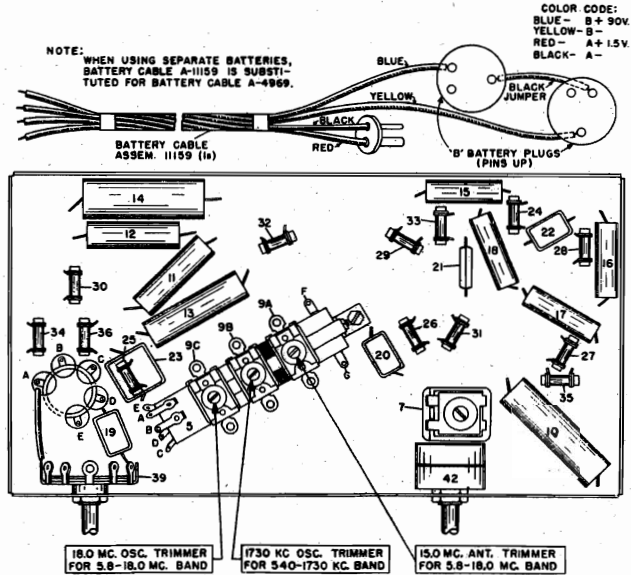 COLOR CODE:
BLUE- B+ 90V.
YELLOW- B-
RED- A+ 1.5V.
BLACK- A-
NOTE:
WHEN USING SEPARATE BATTERIES,
BATTERY CABLE A-11159 IS SUBSTI-
TUTED FOR BATTERY CABLE A-4969.
BLUE
YELLOW
BLACK
RED
BLACK
JUMPER
BATTERY CABLE
ASSEM. 11159 (1s)
'B' BATTERY PLUGS
(PINS UP)
14
15
12
32
33
24
22
29
28
16
11
21
18
30
13
17
34
36
25
23
9C
9B
9A
F
26
31
20
27
B
C
A
D
E
G
35
19
E
A
B
D
C
5
7
10
39
42
18.0 MC. OSC. TRIMMER
FOR 5.8-18.0 MC. BAND
1730 KC OSC. TRIMMER
FOR 540-1730 KC. BAND
15.0 MC. ANT. TRIMMER
FOR 5.8-18.0 MC. BAND